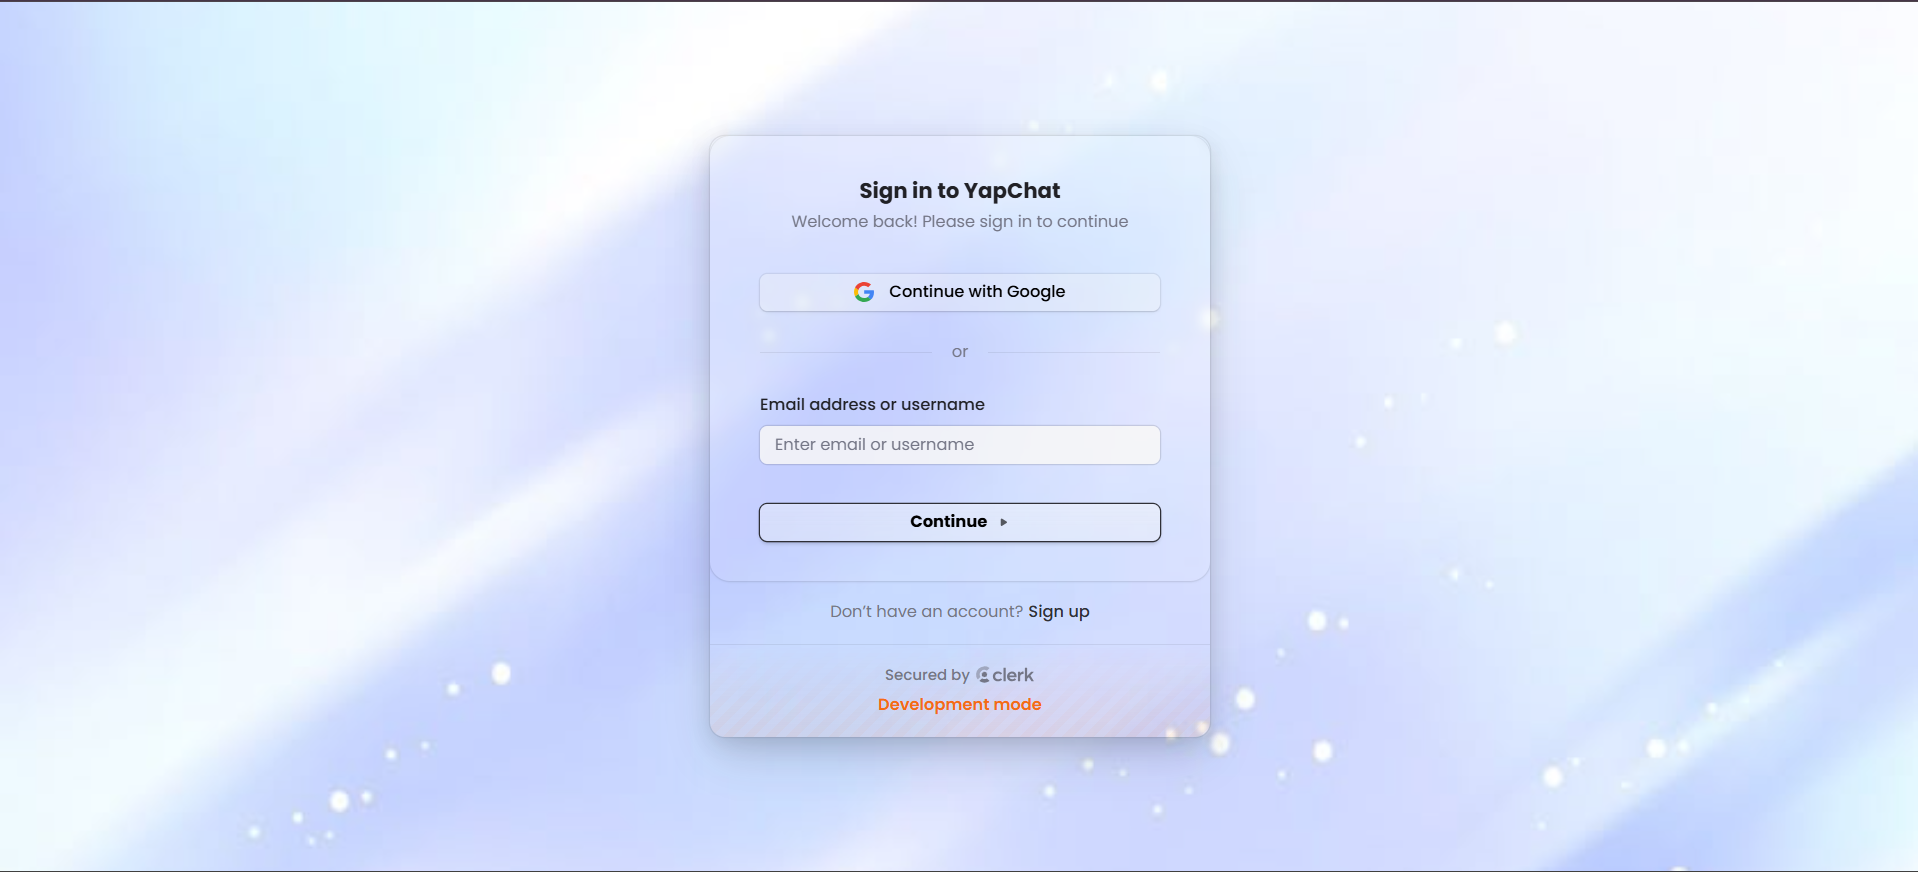 Sign in to YapChat
Welcome back! Please sign in to continue
Continue with Google
or
Email address or username
Enter email or username
Continue
Don’t have an account? Sign up
Secured by clerk
Development mode